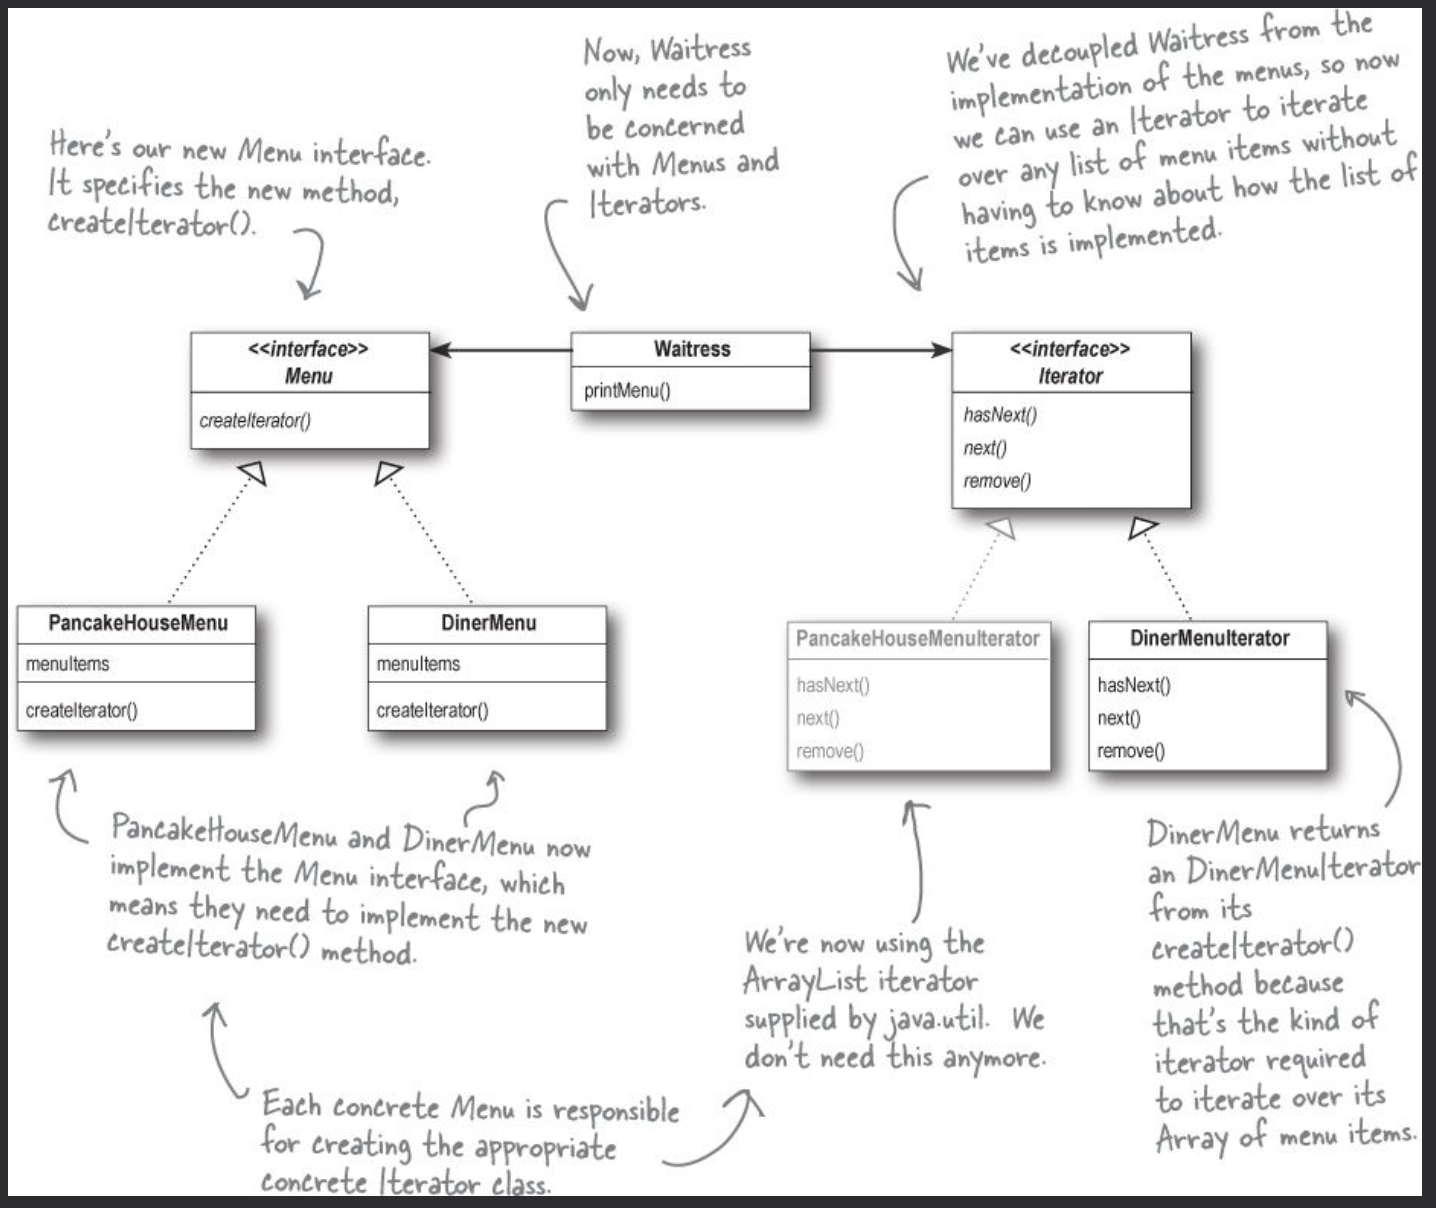 Here's our new Menu interface.
It specifies the new method,
createIterator().
Now, Waitress
only needs to
be concerned
with Menus and
Iterators.
We've decoupled Waitress from the
implementation of the menus, so now
we can use an Iterator to iterate
over any list of menu items without
having to know about how the list of
items is implemented.
<<interface>>
Menu
createIterator()
Waitress
printMenu()
<<interface>>
Iterator
hasNext()
next()
remove()
PancakeHouseMenu
menuItems
createIterator()
DinerMenu
menuItems
createIterator()
PancakeHouseMenuIterator
hasNext()
next()
remove()
DinerMenuIterator
hasNext()
next()
remove()
PancakeHouseMenu and DinerMenu now
implement the Menu interface, which
means they need to implement the new
createIterator() method.
We're now using the
ArrayList iterator
supplied by java.util. We
don't need this anymore.
DinerMenu returns
an DinerMenuIterator
from its
createIterator()
method because
that's the kind of
iterator required
to iterate over its
Array of menu items.
Each concrete Menu is responsible
for creating the appropriate
concrete Iterator class.